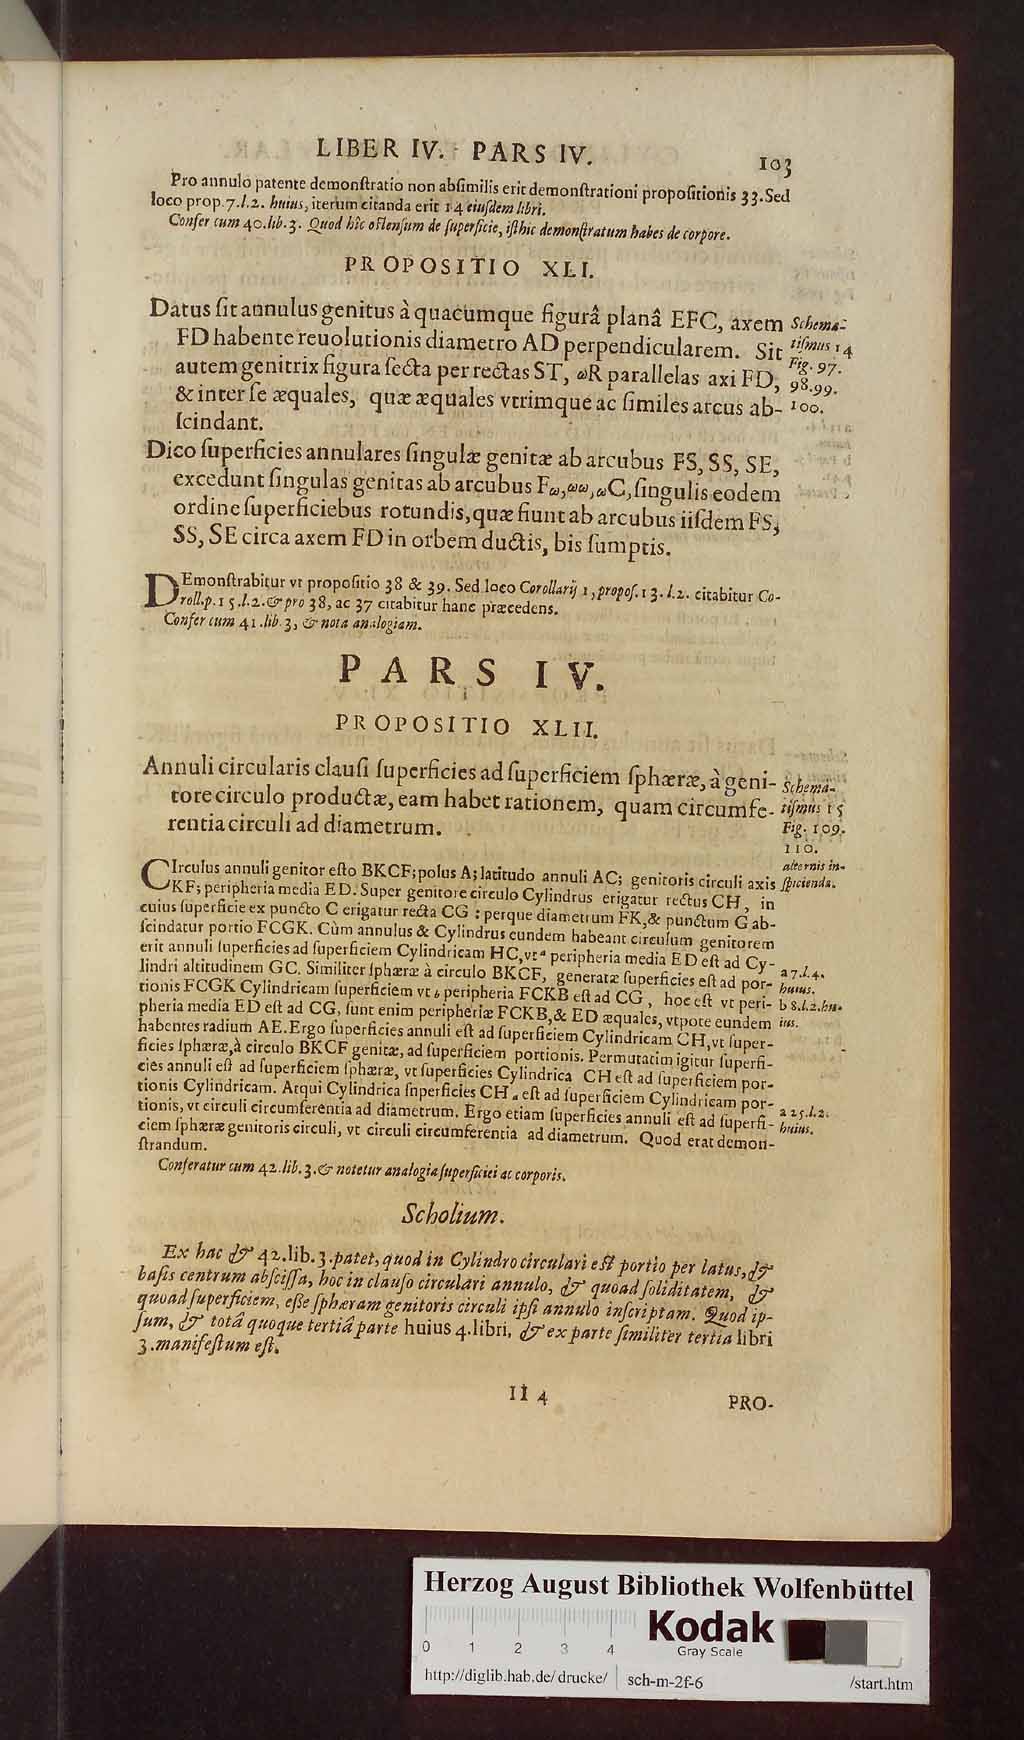 LIBER IV. PARS IV.
103
Pro annulo patente demonſtratio non abſimilis erit demonſtrationi propoſitionis 33. Sed
loco prop. 7. l. 2. huius, iterum citanda erit 14 eiuſdem libri.
Confer cum 40. lib. 3. Quod hîc oſtenſum de ſuperficie, iſthic demonſtratum habes de corpore.
PROPOSITIO XLI.
Datus ſit annulus genitus à quacumque figurâ planâ EFC, axem
FD habente reuolutionis diametro AD perpendicularem. Sit
autem genitrix figura ſecta per rectas ST, ωR parallelas axi FD,
& inter ſe æquales, quæ æquales vtrimque ac ſimiles arcus ab-
ſcindant.
Schema-
tiſmus 14
Fig. 97.
98. 99.
100.
Dico ſuperficies annulares ſingulæ genitæ ab arcubus FS, SS, SE,
excedunt ſingulas genitas ab arcubus Fω, ωω, ωC, ſingulis eodem
ordine ſuperficiebus rotundis, quæ fiunt ab arcubus iiſdem FS,
SS, SE circa axem FD in orbem ductis, bis ſumptis.
DEmonſtrabitur vt propoſitio 38 & 39. Sed loco Corollarij 1, propoſ. 13. l. 2. citabitur Co-
roll. p. 15. l. 2. & pro 38, ac 37 citabitur hanc præcedens.
Confer cum 41. lib. 3, & nota analogiam.
PARS IV.
PROPOSITIO XLII.
Annuli circularis clauſi ſuperficies ad ſuperficiem ſphæræ, à geni-
tore circulo productæ, eam habet rationem, quam circumfe-
rentia circuli ad diametrum.
Schema-
tiſmus 15
Fig. 109.
110.
alternis in-
ſpicienda.
CIrculus annuli genitor eſto BKCF; polus A; latitudo annuli AC; genitoris circuli axis
KF; peripheria media ED. Super genitore circulo Cylindrus erigatur rectus CH, in
cuius ſuperficie ex puncto C erigatur recta CG: perque diametrum FK, & punctum G ab-
ſcindatur portio FCGK. Cùm annulus & Cylindrus eundem habeant circulum genitorem
erit annuli ſuperficies ad ſuperficiem Cylindricam HC, vt a peripheria media ED eſt ad Cy-
lindri altitudinem GC. Similiter ſphæræ à circulo BKCF, generatæ ſuperficies eſt ad por-
tionis FCGK Cylindricam ſuperficiem vt b peripheria FCKB eſt ad CG, hoc eſt vt peri-
pheria media ED eſt ad CG, ſunt enim peripheriæ FCKB, & ED æquales, vtpote eundem
habentes radium AE. Ergo ſuperficies annuli eſt ad ſuperficiem Cylindricam CH, vt ſuper-
ficies ſphæræ, à circulo BKCF genitæ, ad ſuperficiem portionis. Permutatim igitur ſuperfi-
cies annuli eſt ad ſuperficiem ſphæræ, vt ſuperficies Cylindrica CH eſt ad ſuperficiem por-
tionis Cylindricam. Atqui Cylindrica ſuperficies CH a eſt ad ſuperficiem Cylindricam por-
tionis, vt circuli circumferentia ad diametrum. Ergo etiam ſuperficies annuli eſt ad ſuperfi-
ciem ſphæræ genitoris circuli, vt circuli circumferentia ad diametrum. Quod erat demon-
ſtrandum.
a 7. l. 4.
huius.
b 8. l. 2. hu-
ius.
a 25. l. 2.
huius.
Conferatur cum 42. lib. 3. & notetur analogia ſuperficiei ac corporis.
Scholium.
Ex hac & 42. lib. 3. patet, quod in Cylindro circulari eſt portio per latus, &
baſis centrum abſciſſa, hoc in clauſo circulari annulo, & quoad ſoliditatem, &
quoad ſuperficiem, eſſe ſphæram genitoris circuli ipſi annulo inſcriptam. Quod ip-
ſum, & totâ quoque tertiâ parte huius 4. libri, & ex parte ſimiliter tertia libri
3. manifeſtum eſt.
Ii 4
PRO-
Herzog August Bibliothek Wolfenbüttel
0 1 2 3 4
Kodak
Gray Scale
http://diglib.hab.de/drucke/ sch-m-2f-6 /start.htm